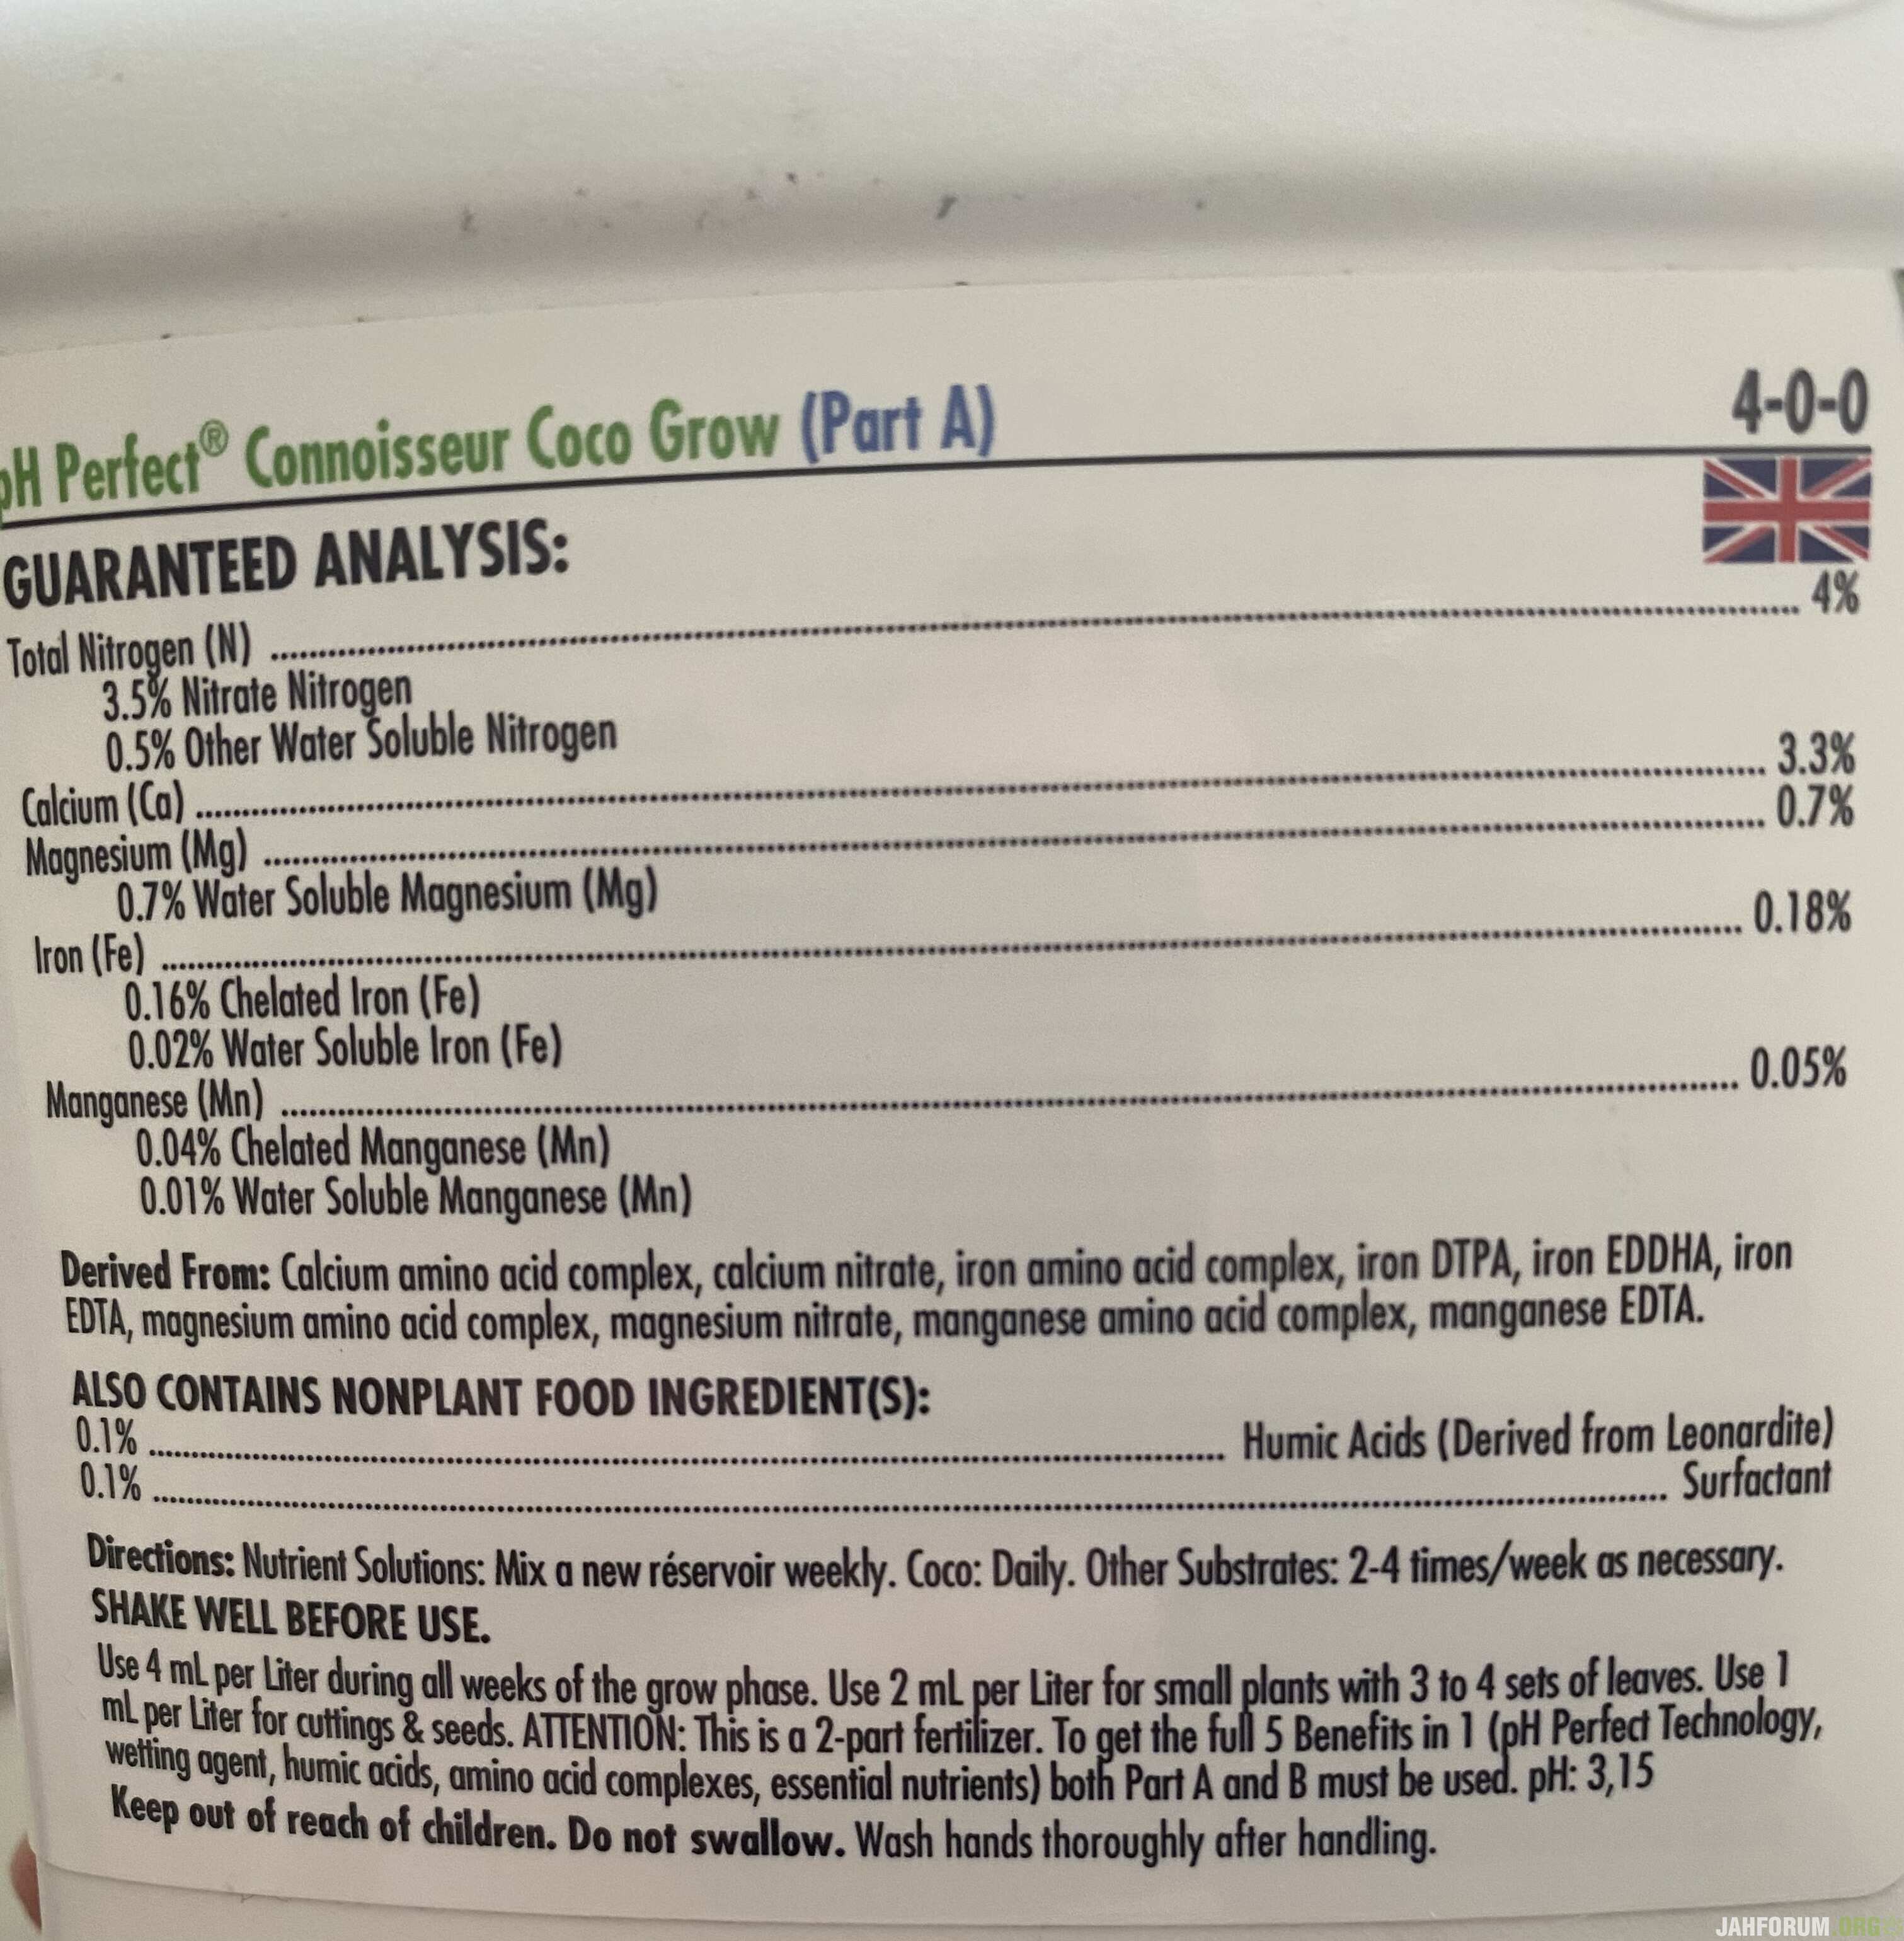 pH Perfect® Connoisseur Coco Grow (Part A) 4-0-0
GUARANTEED ANALYSIS:
Total Nitrogen (N) ........ 4%
3.5% Nitrate Nitrogen
0.5% Other Water Soluble Nitrogen
Calcium (Ca) ........ 3.3%
Magnesium (Mg) ........ 0.7%
0.7% Water Soluble Magnesium (Mg)
Iron (Fe) ........ 0.18%
0.16% Chelated Iron (Fe)
0.02% Water Soluble Iron (Fe)
Manganese (Mn) ........ 0.05%
0.04% Chelated Manganese (Mn)
0.01% Water Soluble Manganese (Mn)
Derived From: Calcium amino acid complex, calcium nitrate, iron amino acid complex, iron DTPA, iron EDDHA, iron
EDTA, magnesium amino acid complex, magnesium nitrate, manganese amino acid complex, manganese EDTA.
ALSO CONTAINS NONPLANT FOOD INGREDIENT(S):
0.1% ........ Humic Acids (Derived from Leonardite)
0.1% ........ Surfactant
Directions: Nutrient Solutions: Mix a new réservoir weekly. Coco: Daily. Other Substrates: 2-4 times/week as necessary.
SHAKE WELL BEFORE USE.
Use 4 mL per Liter during all weeks of the grow phase. Use 2 mL per Liter for small plants with 3 to 4 sets of leaves. Use 1
mL per Liter for cuttings & seeds. ATTENTION: This is a 2-part fertilizer. To get the full 5 Benefits in 1 (pH Perfect Technology,
wetting agent, humic acids, amino acid complexes, essential nutrients) both Part A and B must be used. pH: 3,15
Keep out of reach of children. Do not swallow. Wash hands thoroughly after handling.
JAHFORUM.ORG